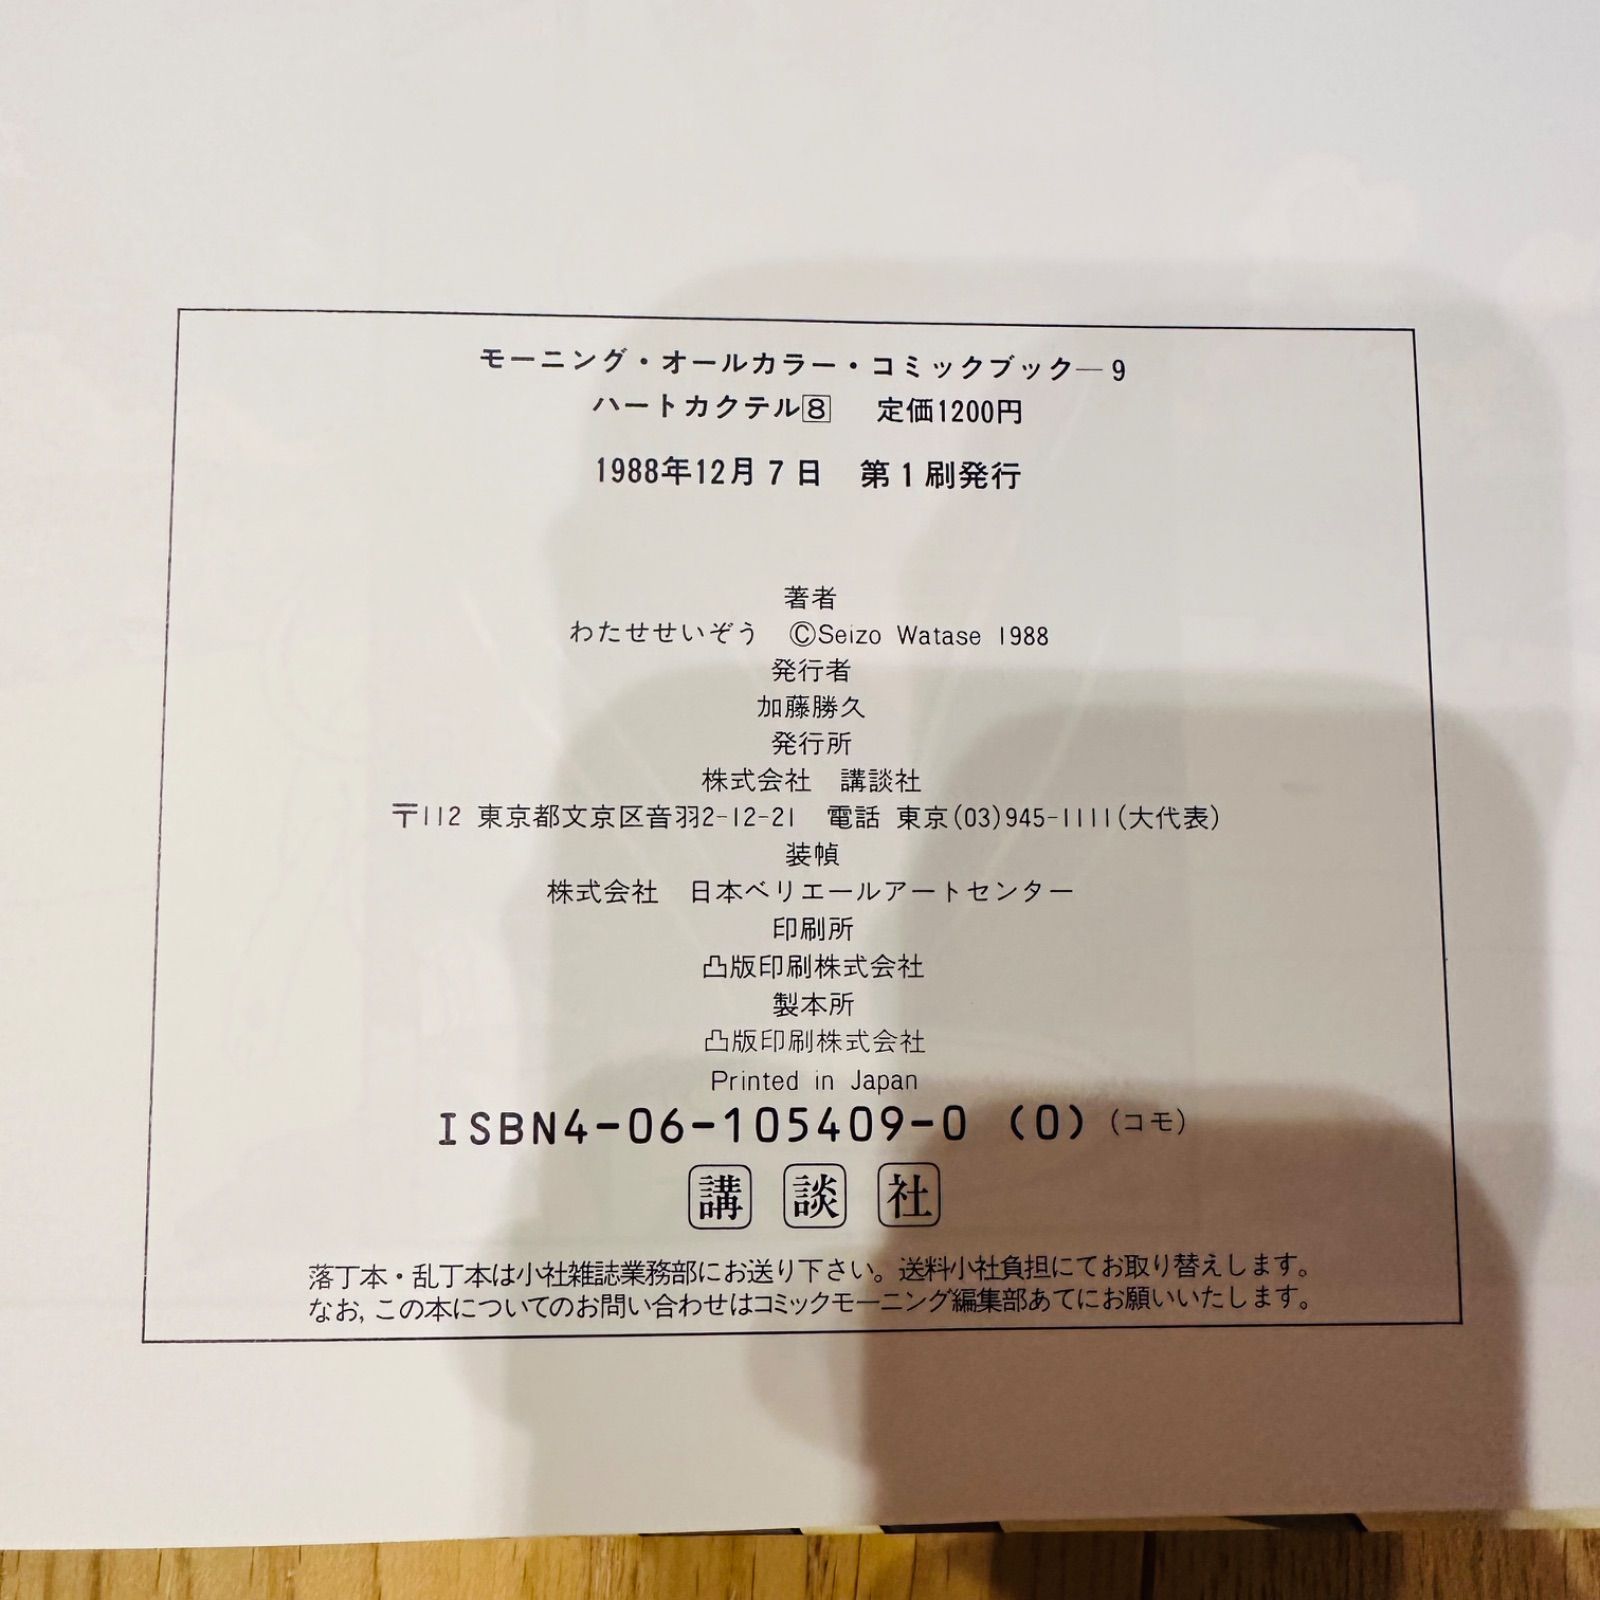 モーニング・オールカラー・コミックブック─9
ハートカクテル8　定価1200円
1988年12月7日　第1刷発行
著者
わたせせいぞう　©Seizo Watase 1988
発行者
加藤勝久
発行所
株式会社　講談社
〒112 東京都文京区音羽2-12-21　電話 東京(03)945-1111(大代表)
装幀
株式会社　日本ベリエールアートセンター
印刷所
凸版印刷株式会社
製本所
凸版印刷株式会社
Printed in Japan
ISBN4-06-105409-0 (0) (コモ)
講談社
落丁本・乱丁本は小社雑誌業務部にお送り下さい。送料小社負担にてお取り替えします。
なお，この本についてのお問い合わせはコミックモーニング編集部あてにお願いいたします。